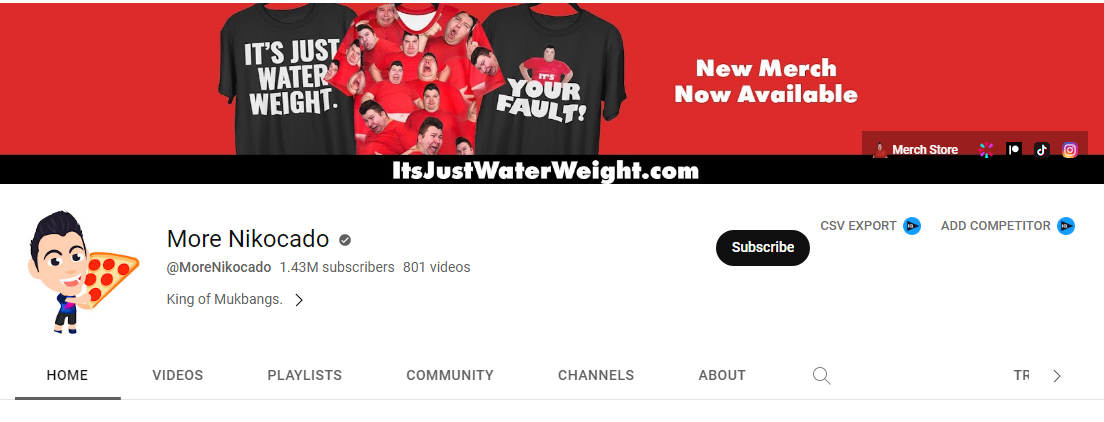 IT'S JUST
WATER
WEIGHT.
IT'S
YOUR
FAULT!
New Merch
Now Available
Merch Store
ItsJustWaterWeight.com
More Nikocado
@MoreNikocado 1.43M subscribers 801 videos
King of Mukbangs.
Subscribe
CSV EXPORT
ADD COMPETITOR
HOME VIDEOS PLAYLISTS COMMUNITY CHANNELS ABOUT TR